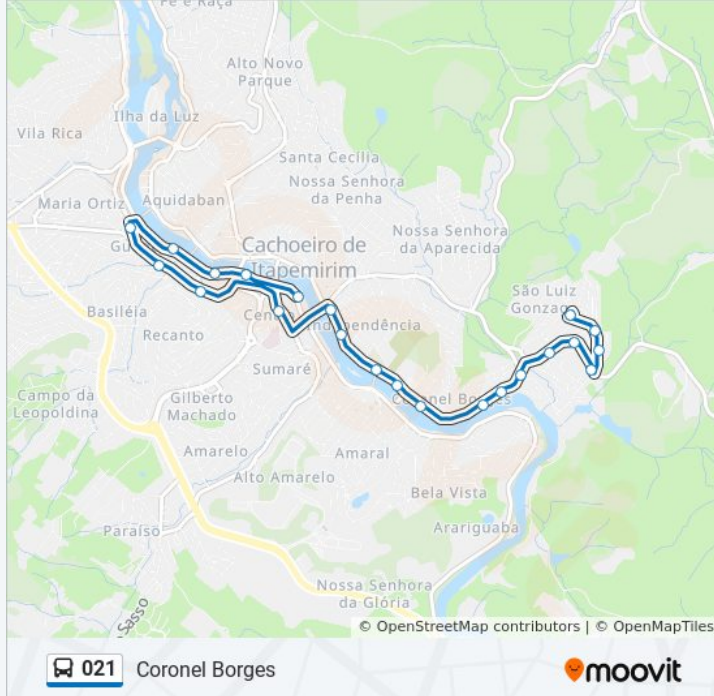 Fé e Raça
Alto Novo
Parque
Ilha da Luz
Vila Rica
Santa Cecília
Nossa Senhora
da Penha
Maria Ortiz
Aquidaban
Nossa Senhora
da Aparecida
Gu
Cachoeiro de
Itapemirim
São Luiz
Gonzaga
Basiléia
Centro
Independência
Recanto
Sumaré
Campo da
Leopoldina
Gilberto
Machado
Coronel Borges
Amarelo
Amaral
Alto Amarelo
Bela Vista
Paraíso
Arariguaba
Nossa Senhora
da Glória
Sasso
© OpenStreetMap contributors | © OpenMapTiles
021 Coronel Borges
moovit